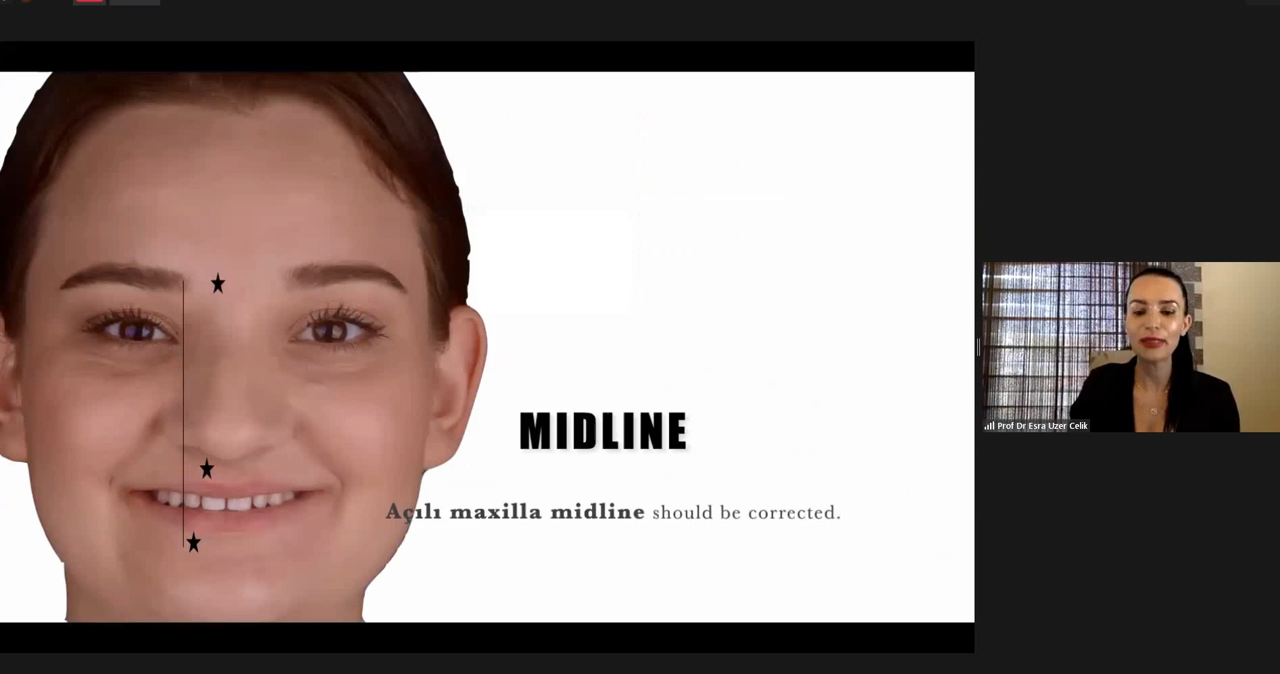 MIDLINE
Açılı maxilla midline should be corrected.
Prof Dr Esra Uzer Celik